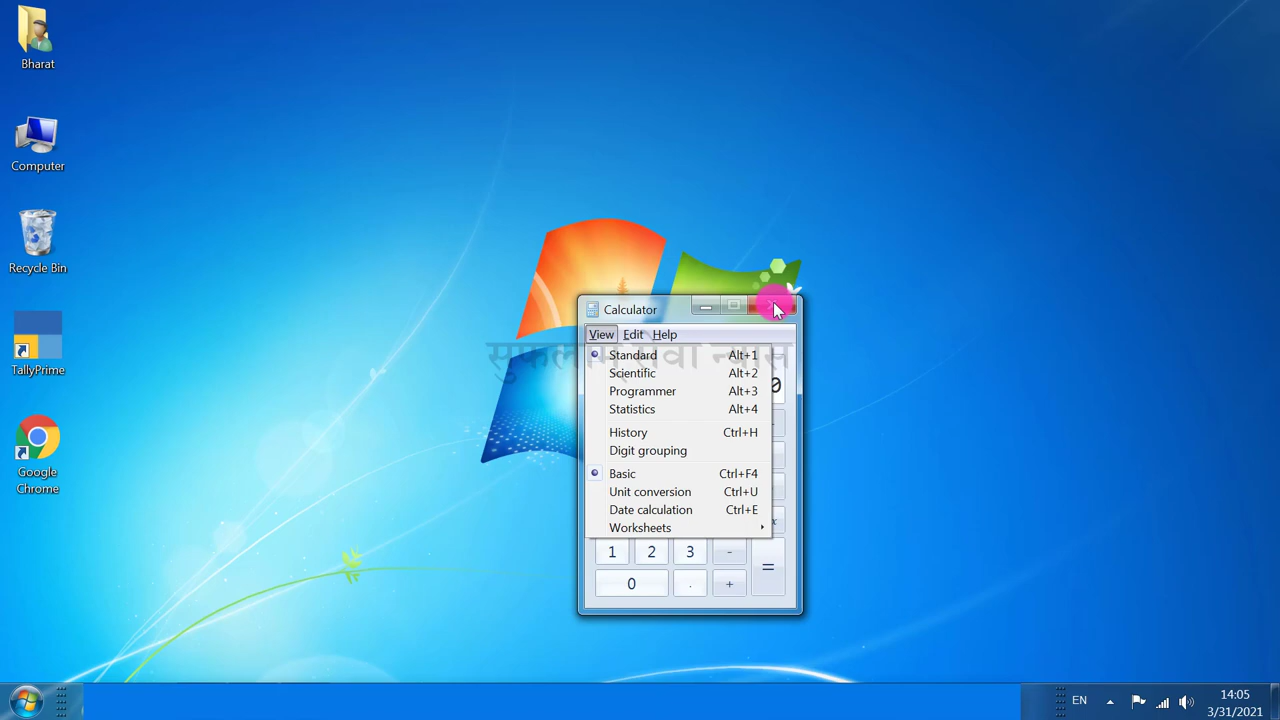 Bharat
Computer
Recycle Bin
TallyPrime
Google
Chrome
Calculator
View Edit Help
सुफलाम् सेवा न्यास
0
Standard Alt+1
Scientific Alt+2
Programmer Alt+3
Statistics Alt+4
History Ctrl+H
Digit grouping
Basic Ctrl+F4
Unit conversion Ctrl+U
Date calculation Ctrl+E
Worksheets
1 2 3 - =
0 . +
EN
14:05
3/31/2021